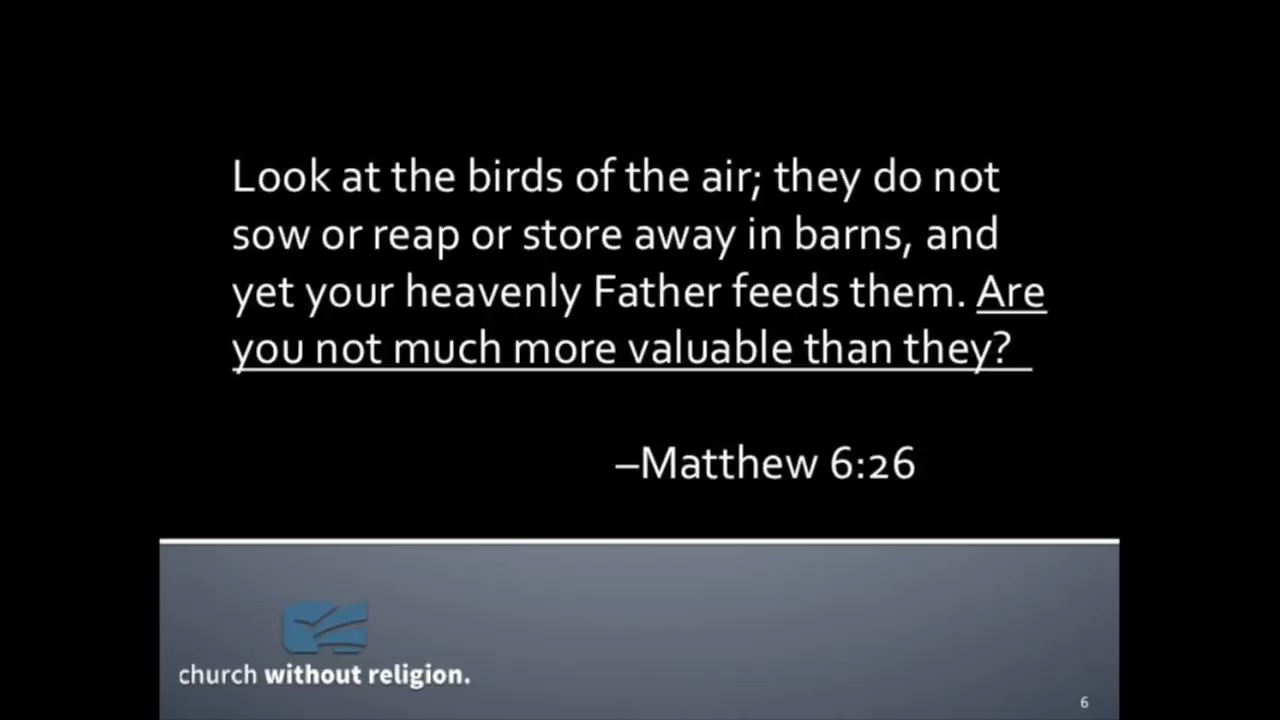 Look at the birds of the air; they do not
sow or reap or store away in barns, and
yet your heavenly Father feeds them. Are
you not much more valuable than they?
–Matthew 6:26
church without religion.
6